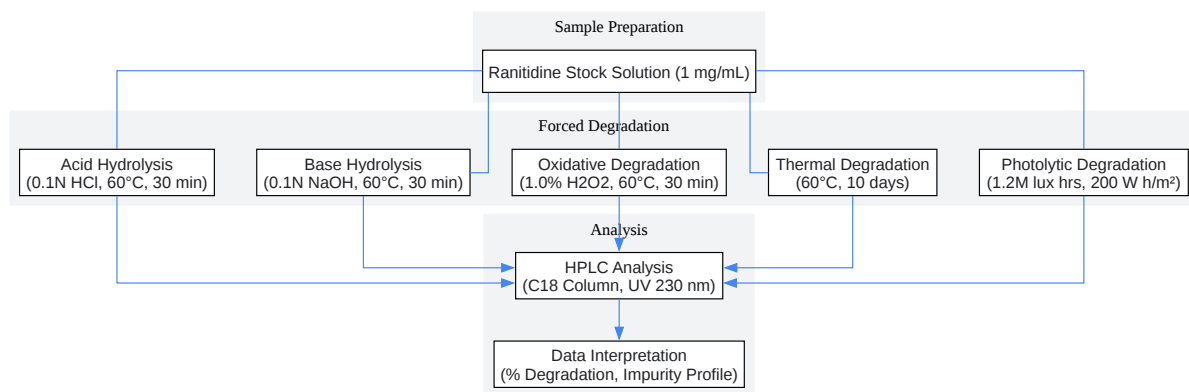 Sample Preparation
Ranitidine Stock Solution (1 mg/mL)
Forced Degradation
Acid Hydrolysis
(0.1N HCl, 60°C, 30 min)
Base Hydrolysis
(0.1N NaOH, 60°C, 30 min)
Oxidative Degradation
(1.0% H2O2, 60°C, 30 min)
Thermal Degradation
(60°C, 10 days)
Photolytic Degradation
(1.2M lux hrs, 200 W h/m²)
Analysis
HPLC Analysis
(C18 Column, UV 230 nm)
Data Interpretation
(% Degradation, Impurity Profile)